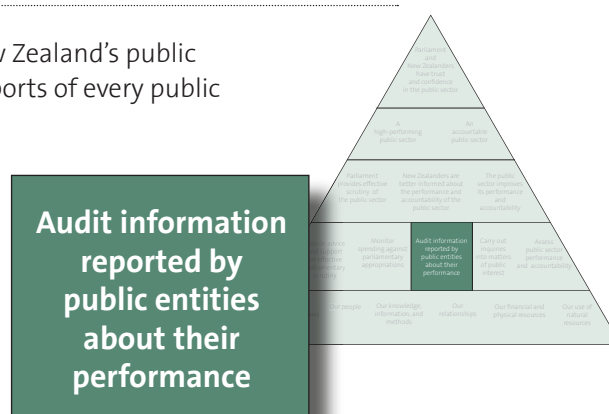 w Zealand's public
ports of every public
Parliament
and
New Zealanders
have trust
and confidence
in the public sector
A
high-performing
public sector
An
accountable
public sector
Parliament
provides effective
scrutiny of
the public sector
New Zealanders are
better informed about
the performance and
accountability of the
public sector
The public
sector improves
its performance
and
accountability
advice
support
effective
Monitor
spending against
parliamentary
appropriations
Audit information
reported by
public entities
about their
performance
Carry out
inquiries
into matters
of public
interest
Assess
public sector
performance
and accountability
Our people
Our knowledge,
information, and
methods
Our
relationships
Our financial and
physical resources
Our use of
natural
resources
Audit information
reported by
public entities
about their
performance